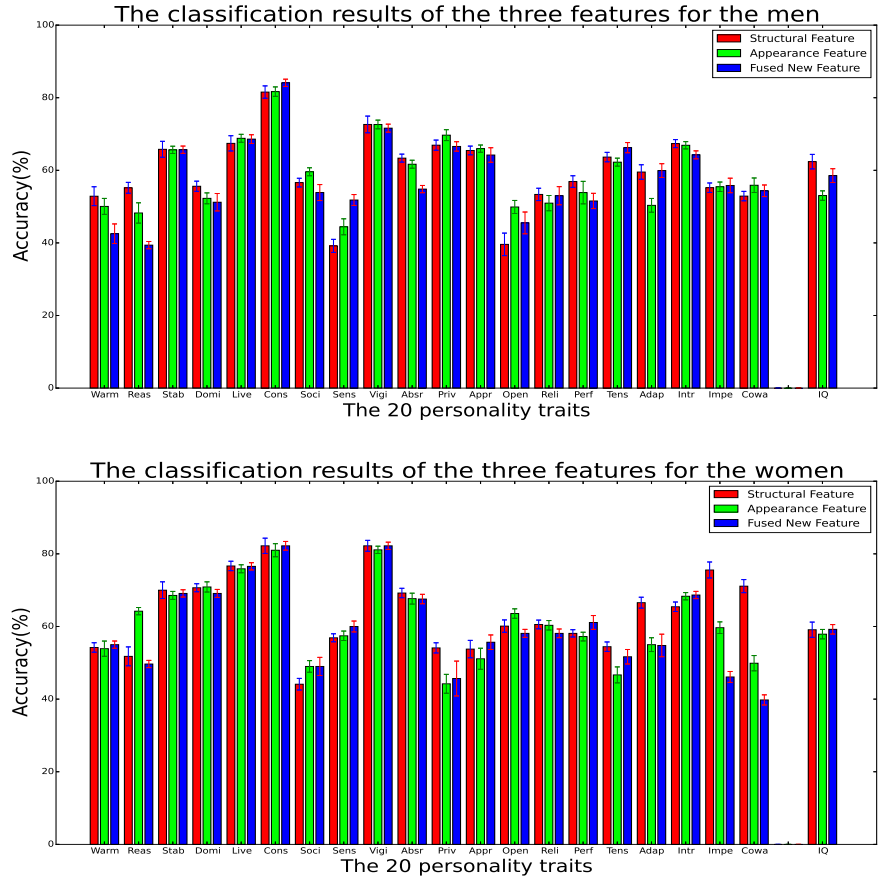 The classification results of the three features for the men
100
80
60
40
20
0
Accuracy(%)
Structural Feature
Appearance Feature
Fused New Feature
Warm Reas Stab Domi Live Cons Soci Sens Vigi Absr Priv Appr Open Reli Perf Tens Adap Intr Impe Cowa IQ
The 20 personality traits
The classification results of the three features for the women
100
80
60
40
20
0
Accuracy(%)
Structural Feature
Appearance Feature
Fused New Feature
Warm Reas Stab Domi Live Cons Soci Sens Vigi Absr Priv Appr Open Reli Perf Tens Adap Intr Impe Cowa IQ
The 20 personality traits